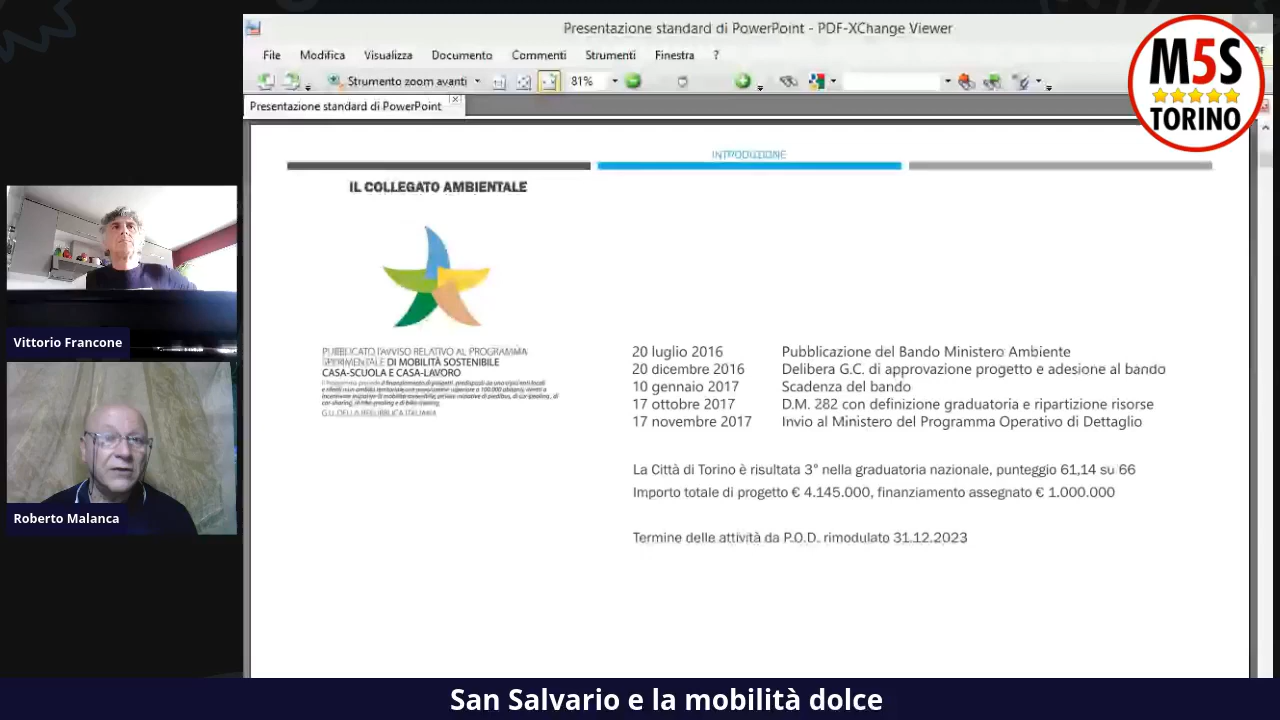 Presentazione standard di PowerPoint - PDF-XChange Viewer
File Modifica Visualizza Documento Commenti Strumenti Finestra ?
Strumento zoom avanti 81%
Presentazione standard di PowerPoint
M5S
TORINO
INTRODUZIONE
IL COLLEGATO AMBIENTALE
PUBBLICATO l'AVVISO RELATIVO AL PROGRAMMA
SPERIMENTALE DI MOBILITÀ SOSTENIBILE
CASA-SCUOLA E CASA-LAVORO
G.U. DELLA REPUBBLICA ITALIANA
20 luglio 2016 Pubblicazione del Bando Ministero Ambiente
20 dicembre 2016 Delibera G.C. di approvazione progetto e adesione al bando
10 gennaio 2017 Scadenza del bando
17 ottobre 2017 D.M. 282 con definizione graduatoria e ripartizione risorse
17 novembre 2017 Invio al Ministero del Programma Operativo di Dettaglio
La Città di Torino è risultata 3° nella graduatoria nazionale, punteggio 61,14 su 66
Importo totale di progetto € 4.145.000, finanziamento assegnato € 1.000.000
Termine delle attività da P.O.D. rimodulato 31.12.2023
Vittorio Francone
Roberto Malanca
San Salvario e la mobilità dolce